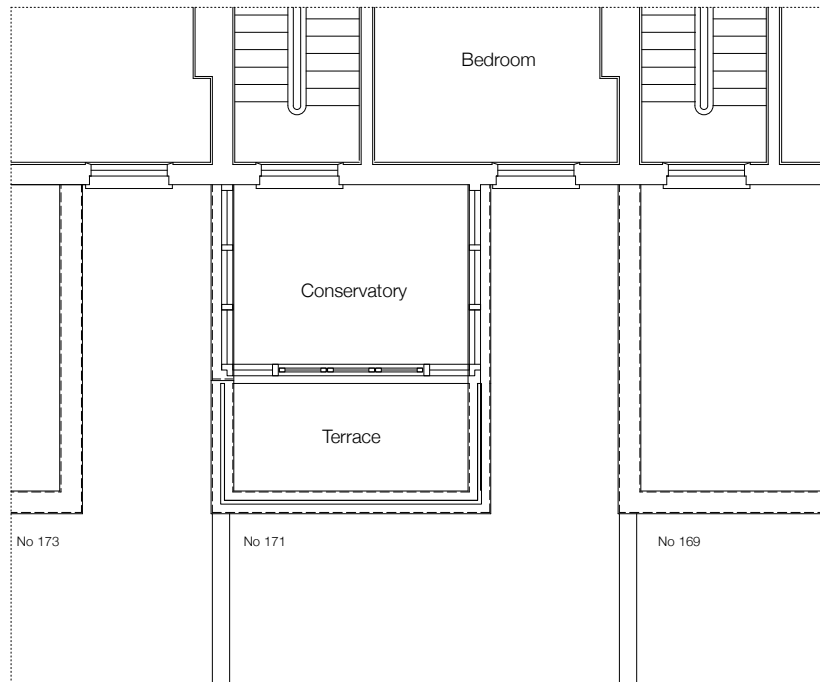 Bedroom
Conservatory
Terrace
No 173
No 171
No 169